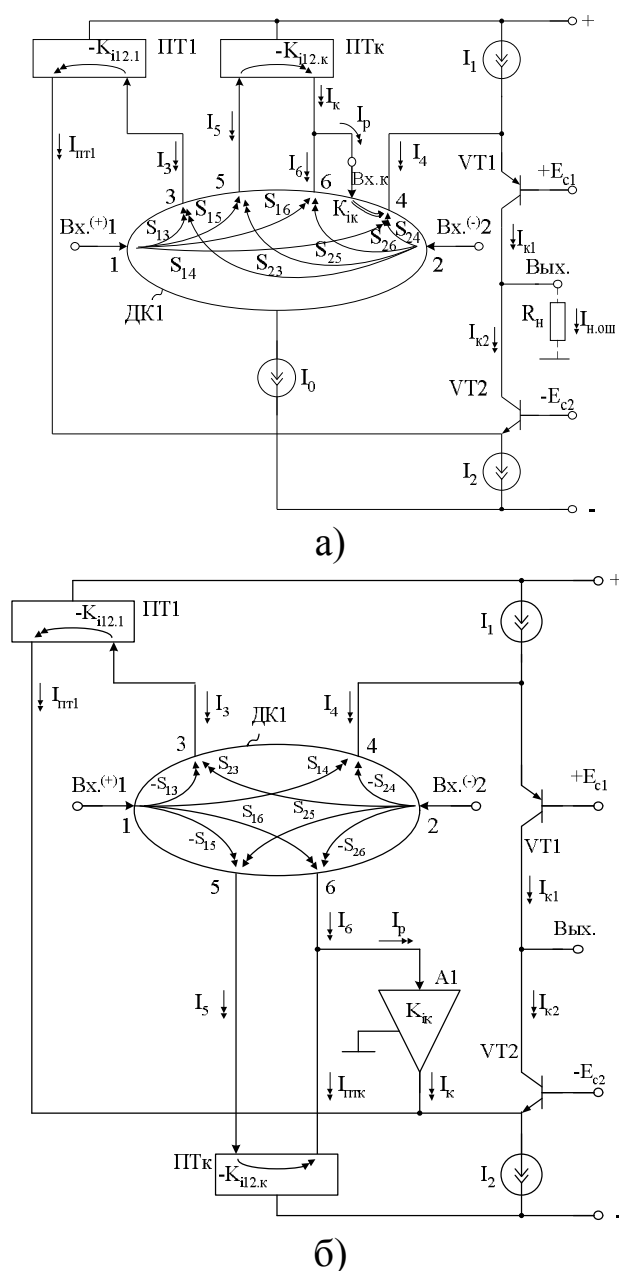 -Ki12.1 ПТ1
-Ki12.к ПТк
+
I1
Iк
Iр
Iпт1
I3
I5
I6
I4
VT1
+Ec1
3
5
6
Вх.к
4
Kiк
S13
S15
S16
S26
S24
Вх.(+)1
1
S14
S23
S25
2
Вх.(-)2
Iк1
Вых.
Rн
Iн.ош
ДК1
Iк2
I0
VT2
-Ec2
I2
-
а)
-Ki12.1 ПТ1
+
I1
Iпт1
I3
I4
ДК1
3
4
Вх.(+)1
-S13
S23
S14
-S24
Вх.(-)2
+Ec1
1
-S15
S16
S25
-S26
2
VT1
5
6
I6
Iр
Iк1
Вых.
A1
I5
Kiк
Iк2
VT2
-Ec2
Iптк
Iк
ПТк
-Ki12.к
I2
-
б)